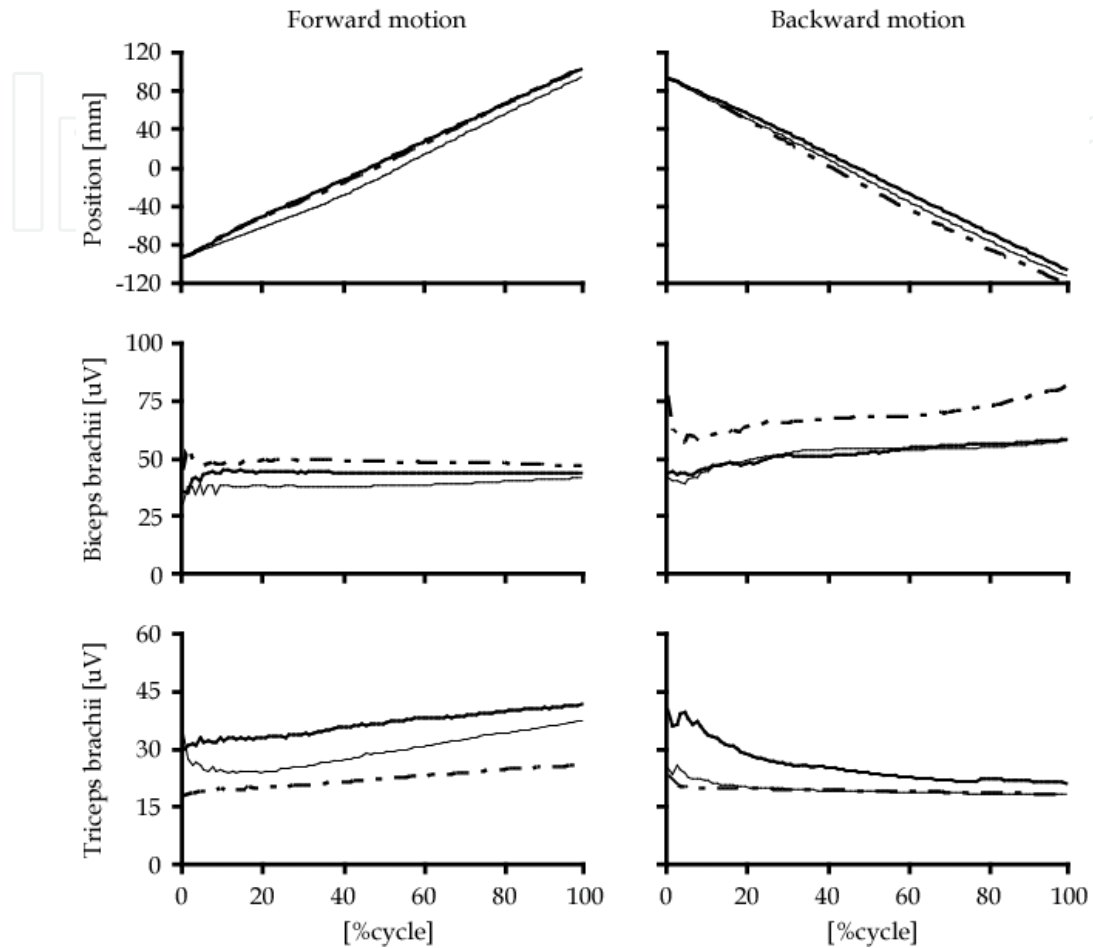 Forward motion
Backward motion
Position [mm]
120
80
40
0
-40
-80
-120
Biceps brachii [uV]
100
75
50
25
0
Triceps brachii [uV]
60
45
30
15
0
0 20 40 60 80 100
0 20 40 60 80 100
[%cycle]
[%cycle]